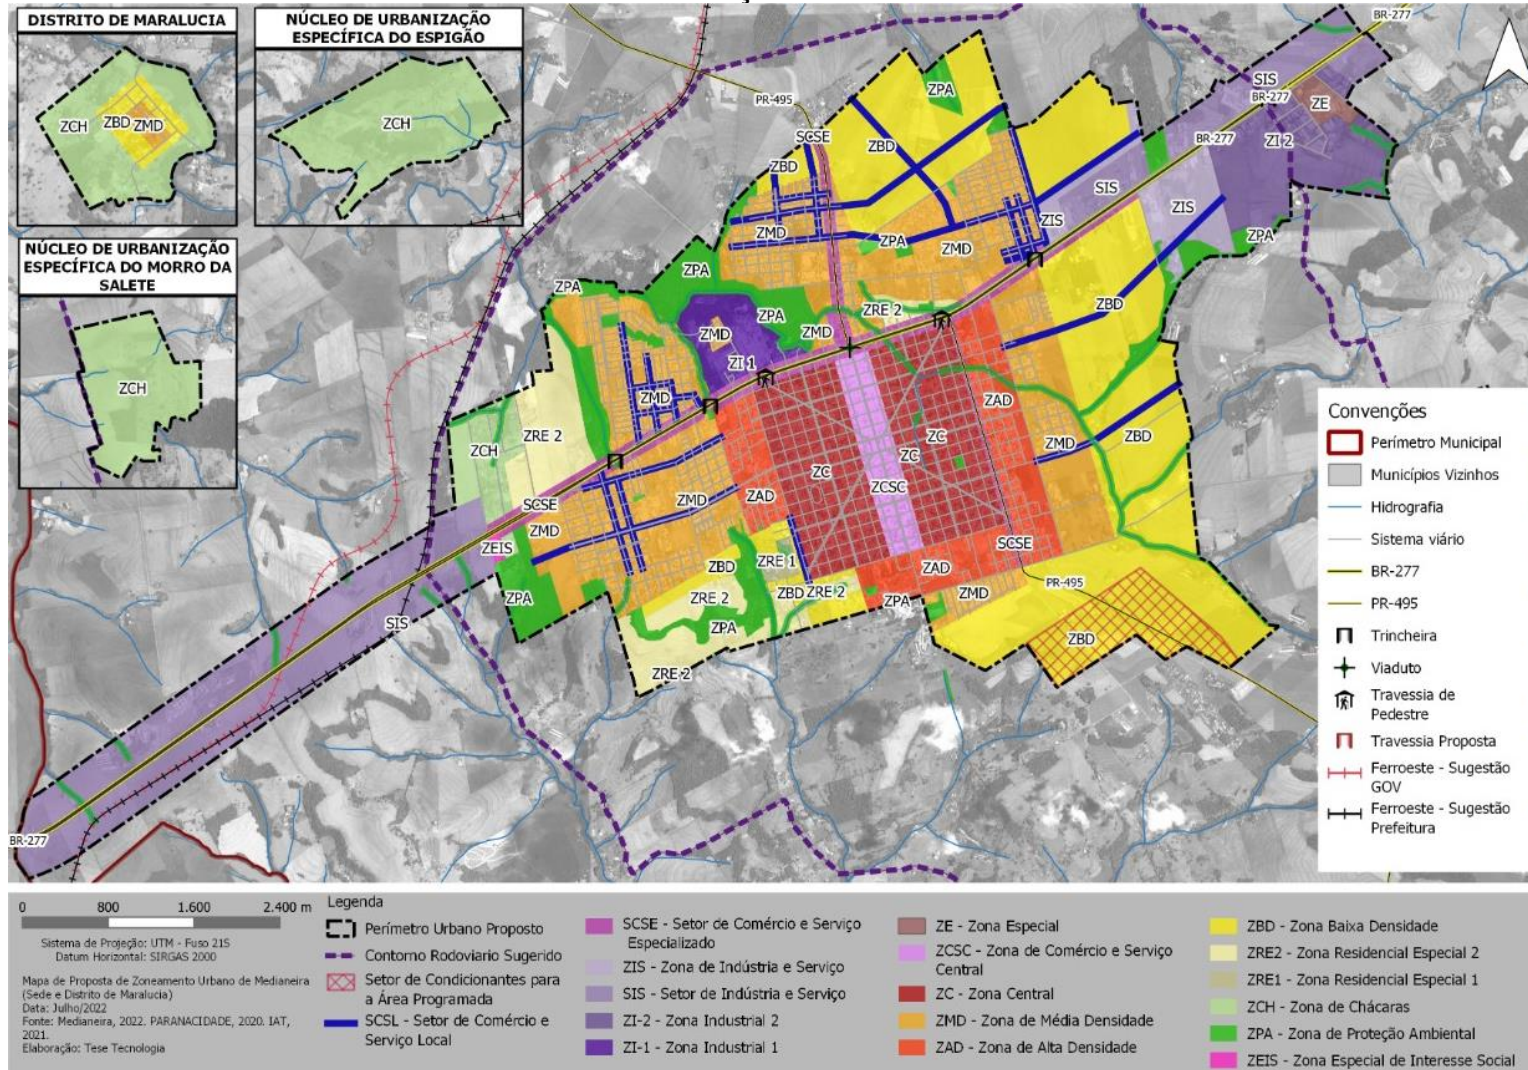 DISTRITO DE MARALUCIA
ZCH
ZBD
ZMD
NÚCLEO DE URBANIZAÇÃO
ESPECÍFICA DO ESPIGÃO
ZCH
NÚCLEO DE URBANIZAÇÃO
ESPECÍFICA DO MORRO DA
SALETE
ZCH
BR-277
SIS
BR-277
ZE
PR-495
ZPA
BR-277
ZI 2
SCSE
ZBD
ZBD
SIS
ZIS
ZIS
ZMD
ZPA
ZMD
ZPA
ZPA
ZPA
ZPA
ZRE 2
ZBD
ZMD
ZMD
ZI 1
ZMD
ZAD
ZRE 2
ZCH
ZC
ZMD
ZBD
ZC
ZC
ZCSC
SCSE
ZMD
ZAD
ZMD
ZEIS
SCSE
ZBD
ZRE 1
ZAD
PR-495
ZPA
ZRE 2
ZBD
ZRE 2
ZPA
ZMD
SIS
ZPA
ZBD
ZRE 2
BR-277
Convenções
Perímetro Municipal
Municípios Vizinhos
Hidrografia
Sistema viário
BR-277
PR-495
Trincheira
Viaduto
Travessia de
Pedestre
Travessia Proposta
Ferroeste - Sugestão
GOV
Ferroeste - Sugestão
Prefeitura
0 800 1.600 2.400 m
Sistema de Projeção: UTM - Fuso 21S
Datum Horizontal: SIRGAS 2000
Mapa de Proposta de Zoneamento Urbano de Medianeira
(Sede e Distrito de Maralucia)
Data: Julho/2022
Fonte: Medianeira, 2022. PARANACIDADE, 2020. IAT,
2021.
Elaboração: Tese Tecnologia
Legenda
Perímetro Urbano Proposto
Contorno Rodoviario Sugerido
Setor de Condicionantes para
a Área Programada
SCSL - Setor de Comércio e
Serviço Local
SCSE - Setor de Comércio e Serviço
Especializado
ZIS - Zona de Indústria e Serviço
SIS - Setor de Indústria e Serviço
ZI-2 - Zona Industrial 2
ZI-1 - Zona Industrial 1
ZE - Zona Especial
ZCSC - Zona de Comércio e Serviço
Central
ZC - Zona Central
ZMD - Zona de Média Densidade
ZAD - Zona de Alta Densidade
ZBD - Zona Baixa Densidade
ZRE2 - Zona Residencial Especial 2
ZRE1 - Zona Residencial Especial 1
ZCH - Zona de Chácaras
ZPA - Zona de Proteção Ambiental
ZEIS - Zona Especial de Interesse Social